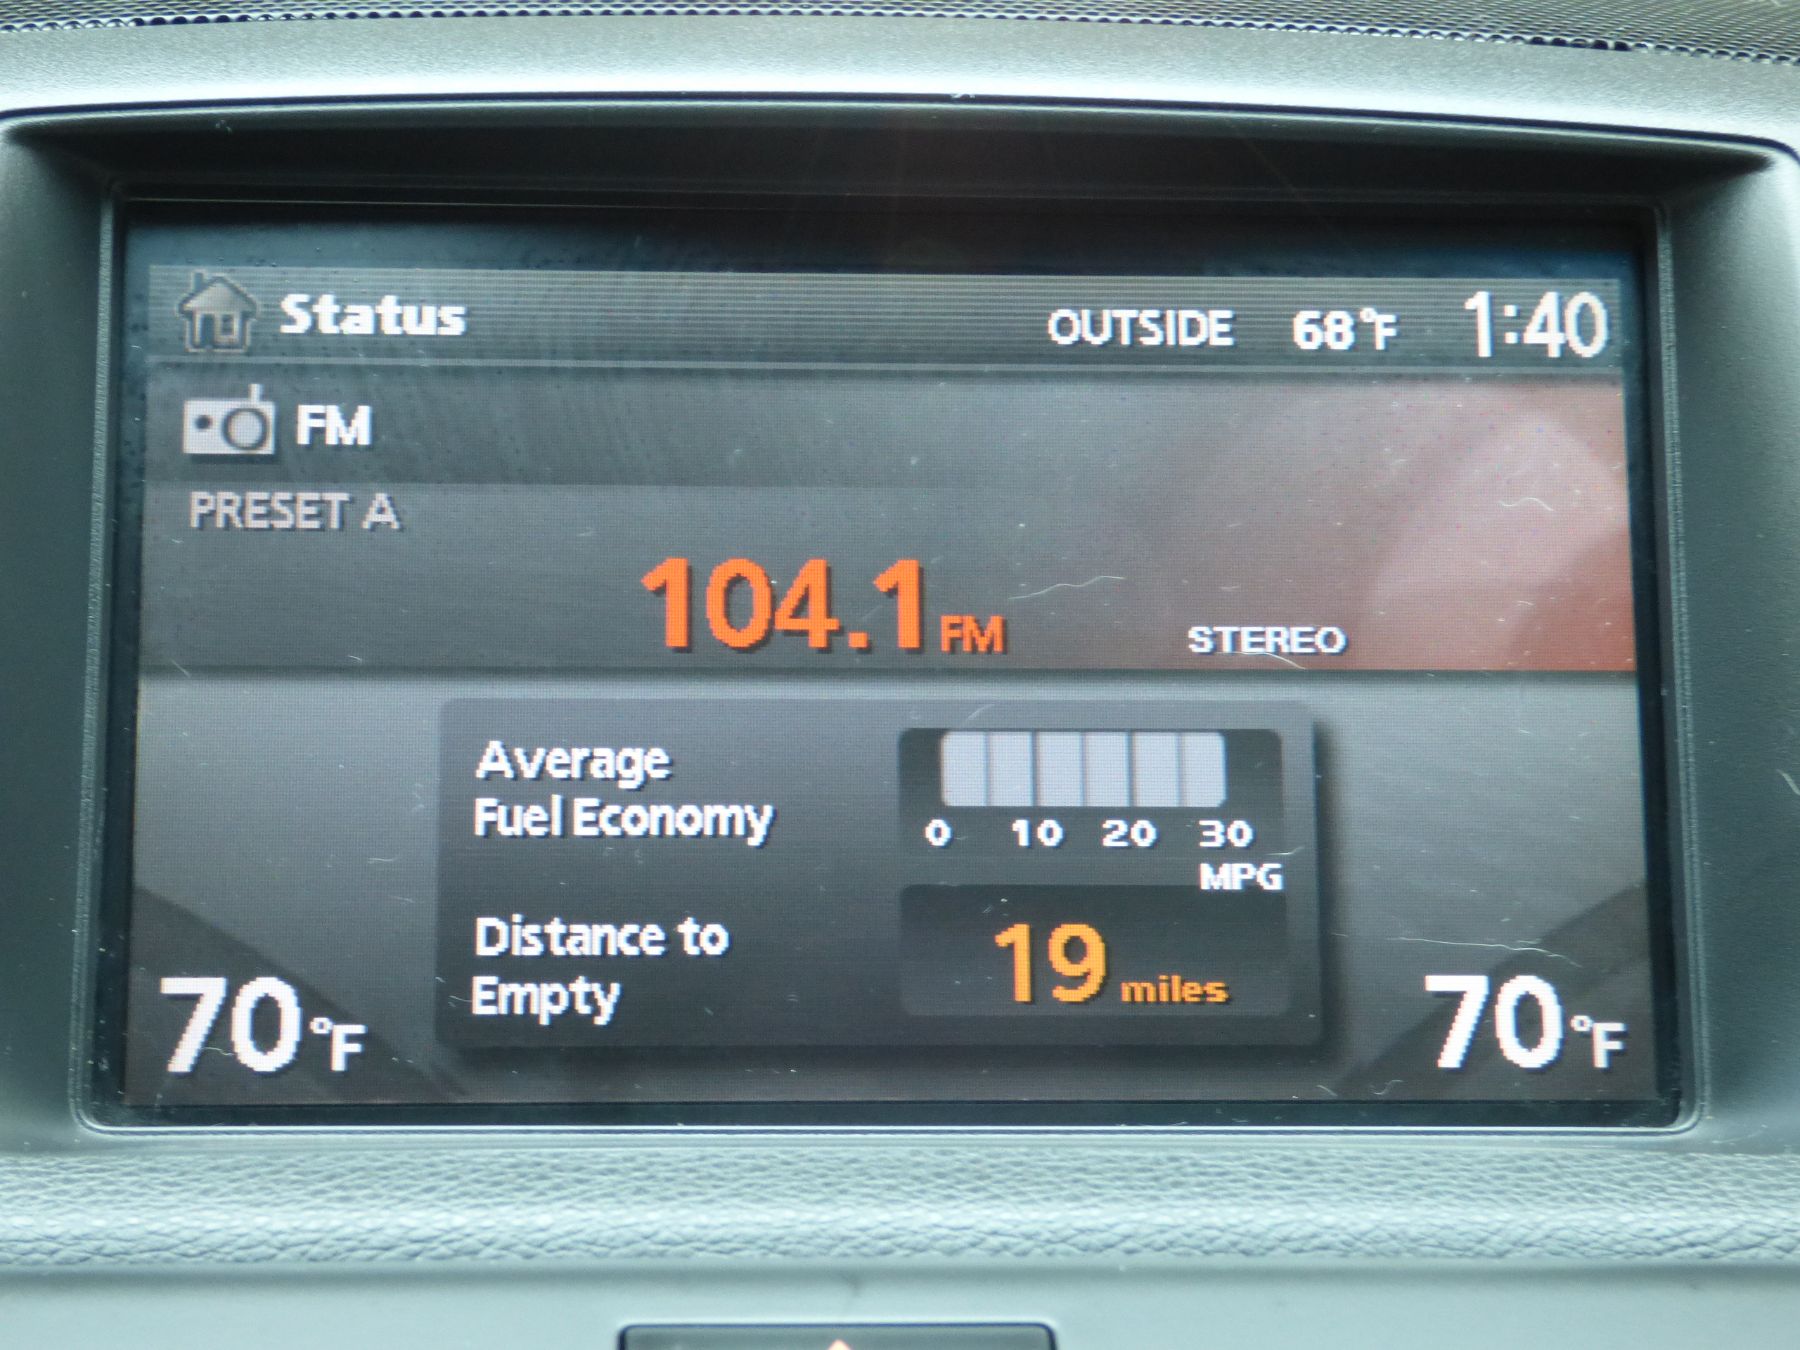 Status OUTSIDE 68°F 1:40
FM
PRESET A
104.1 FM STEREO
Average
Fuel Economy
0 10 20 30
MPG
Distance to
Empty
19 miles
70°F 70°F